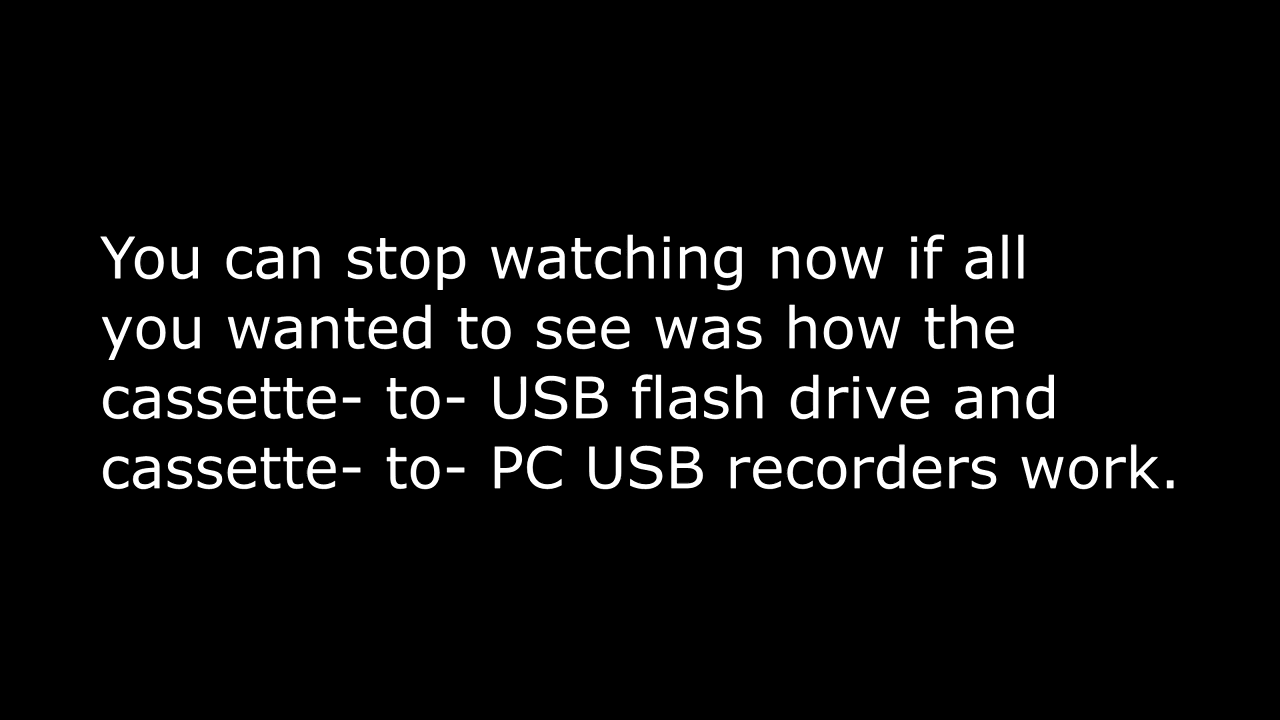 You can stop watching now if all
you wanted to see was how the
cassette- to- USB flash drive and
cassette- to- PC USB recorders work.